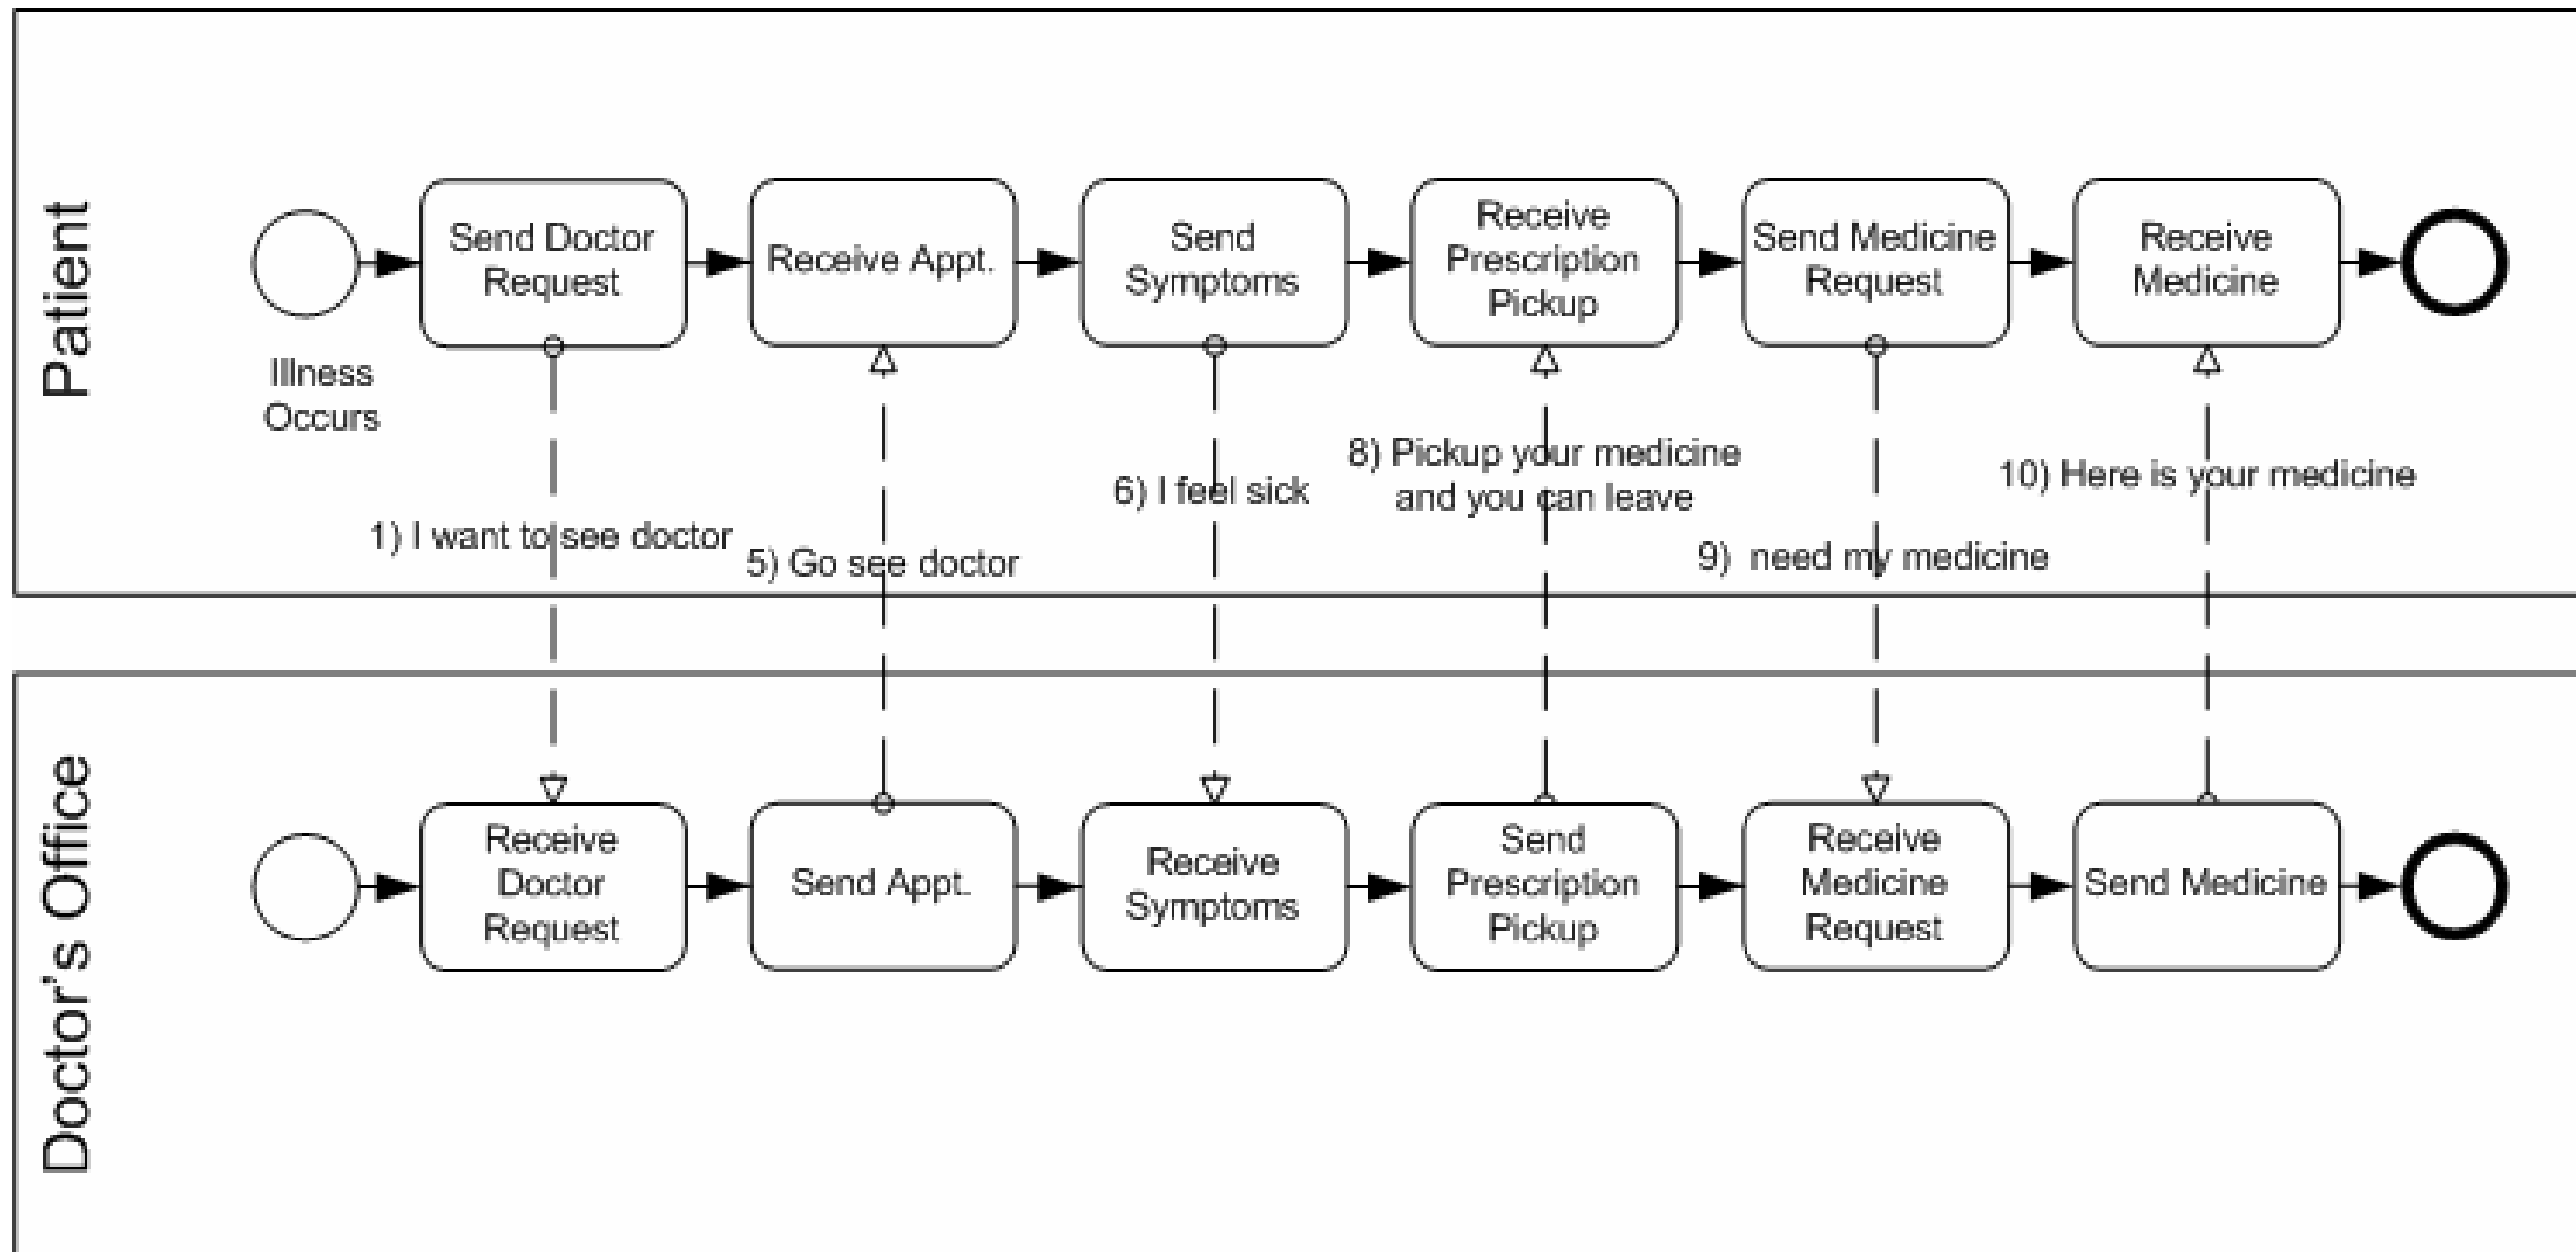 Patient
Send Doctor
Request
Receive Appt.
Send
Symptoms
Receive
Prescription
Pickup
Send Medicine
Request
Receive
Medicine
Illness
Occurs
1) I want to see doctor
5) Go see doctor
6) I feel sick
8) Pickup your medicine
and you can leave
9)  need my medicine
10) Here is your medicine
Doctor's Office
Receive
Doctor
Request
Send Appt.
Receive
Symptoms
Send
Prescription
Pickup
Receive
Medicine
Request
Send Medicine